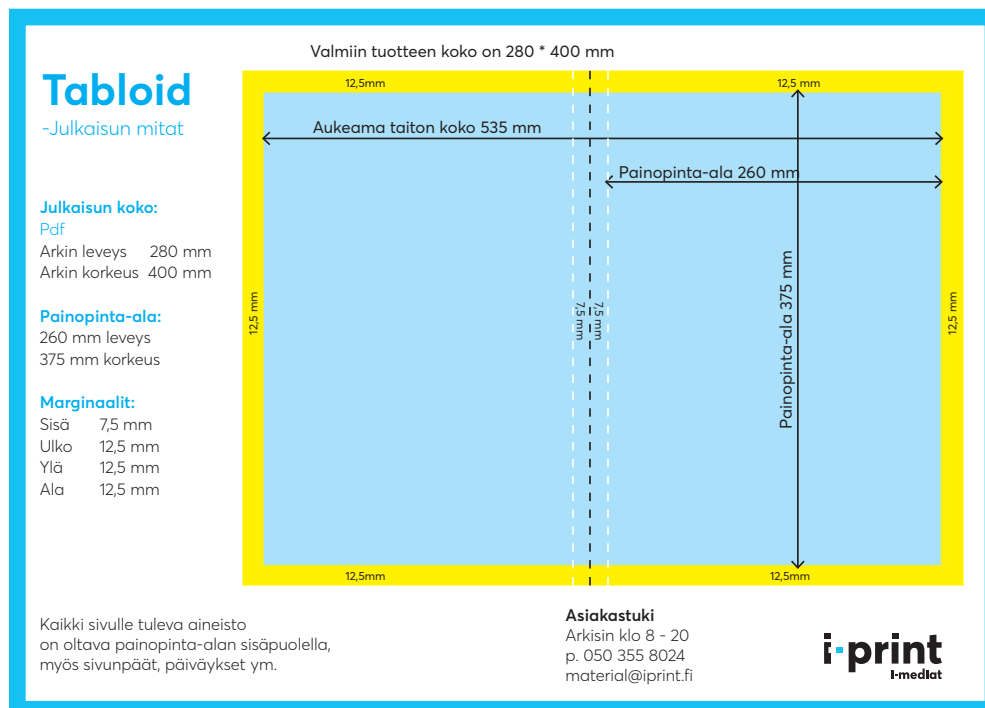 Valmiin tuotteen koko on 280 * 400 mm
Tabloid
-Julkaisun mitat
12,5mm
12,5 mm
Aukeama taiton koko 535 mm
Painopinta-ala 260 mm
Painopinta-ala 375 mm
12,5 mm
7,5 mm
7,5 mm
12,5 mm
12,5mm
12,5mm
Julkaisun koko:
Pdf
Arkin leveys 280 mm
Arkin korkeus 400 mm
Painopinta-ala:
260 mm leveys
375 mm korkeus
Marginaalit:
Sisä 7,5 mm
Ulko 12,5 mm
Ylä 12,5 mm
Ala 12,5 mm
Kaikki sivulle tuleva aineisto
on oltava painopinta-alan sisäpuolella,
myös sivunpäät, päiväykset ym.
Asiakastuki
Arkisin klo 8 - 20
p. 050 355 8024
material@iprint.fi
i-print
I-mediat